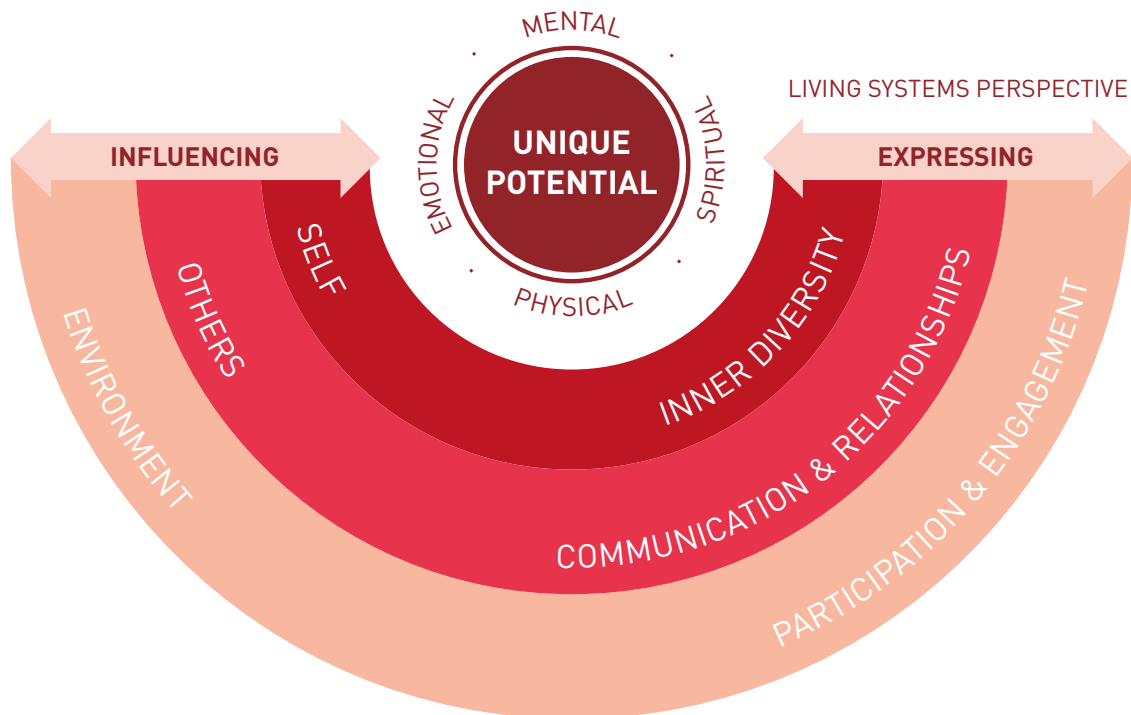 MENTAL
LIVING SYSTEMS PERSPECTIVE
EMOTIONAL
UNIQUE
POTENTIAL
SPIRITUAL
INFLUENCING
EXPRESSING
PHYSICAL
SELF
INNER DIVERSITY
OTHERS
COMMUNICATION & RELATIONSHIPS
ENVIRONMENT
PARTICIPATION & ENGAGEMENT